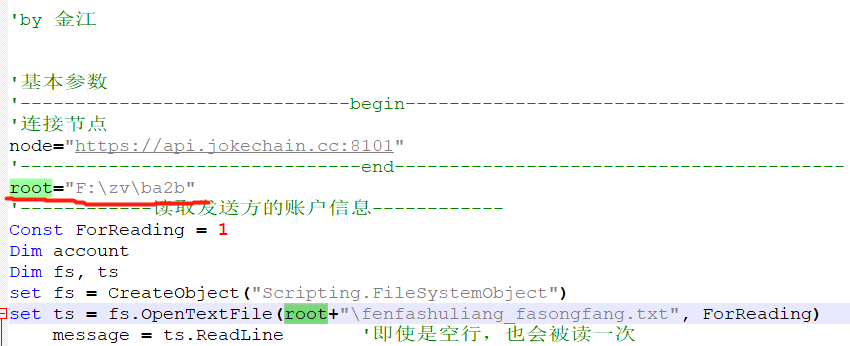 'by 金江
'基本参数
'------------------------------begin----------------------------------------
'连接节点
node="https://api.jokechain.cc:8101"
'-------------------------------end-----------------------------------------
root="F:\zv\ba2b"
'------------读取发送方的账户信息------------
Const ForReading = 1
Dim account
Dim fs, ts
set fs = CreateObject("Scripting.FileSystemObject")
set ts = fs.OpenTextFile(root+"\fenfashuliang_fasongfang.txt", ForReading)
message = ts.ReadLine '即使是空行，也会被读一次